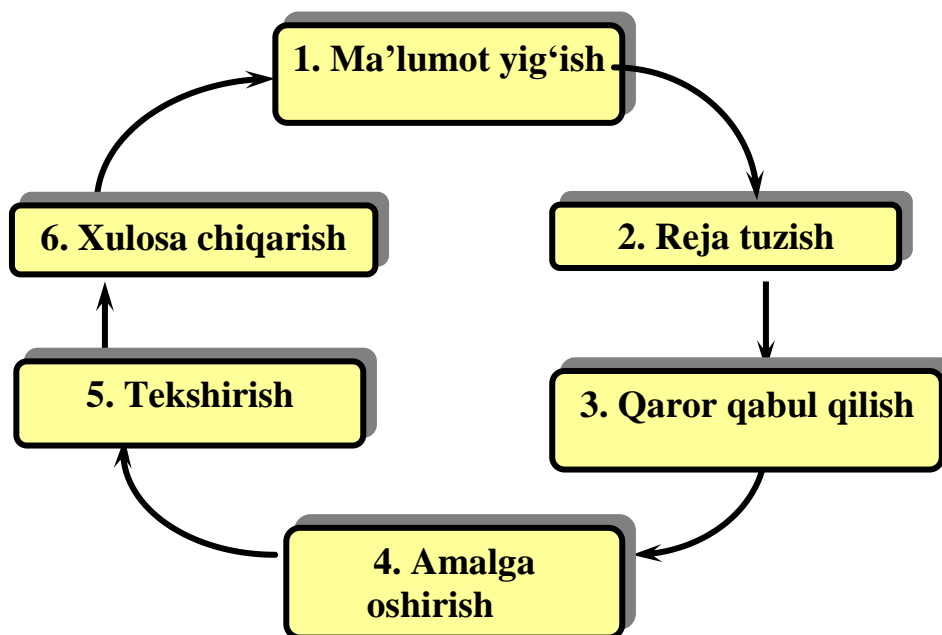 1. Ma’lumot yig‘ish
2. Reja tuzish
3. Qaror qabul qilish
4. Amalga
oshirish
5. Tekshirish
6. Xulosa chiqarish